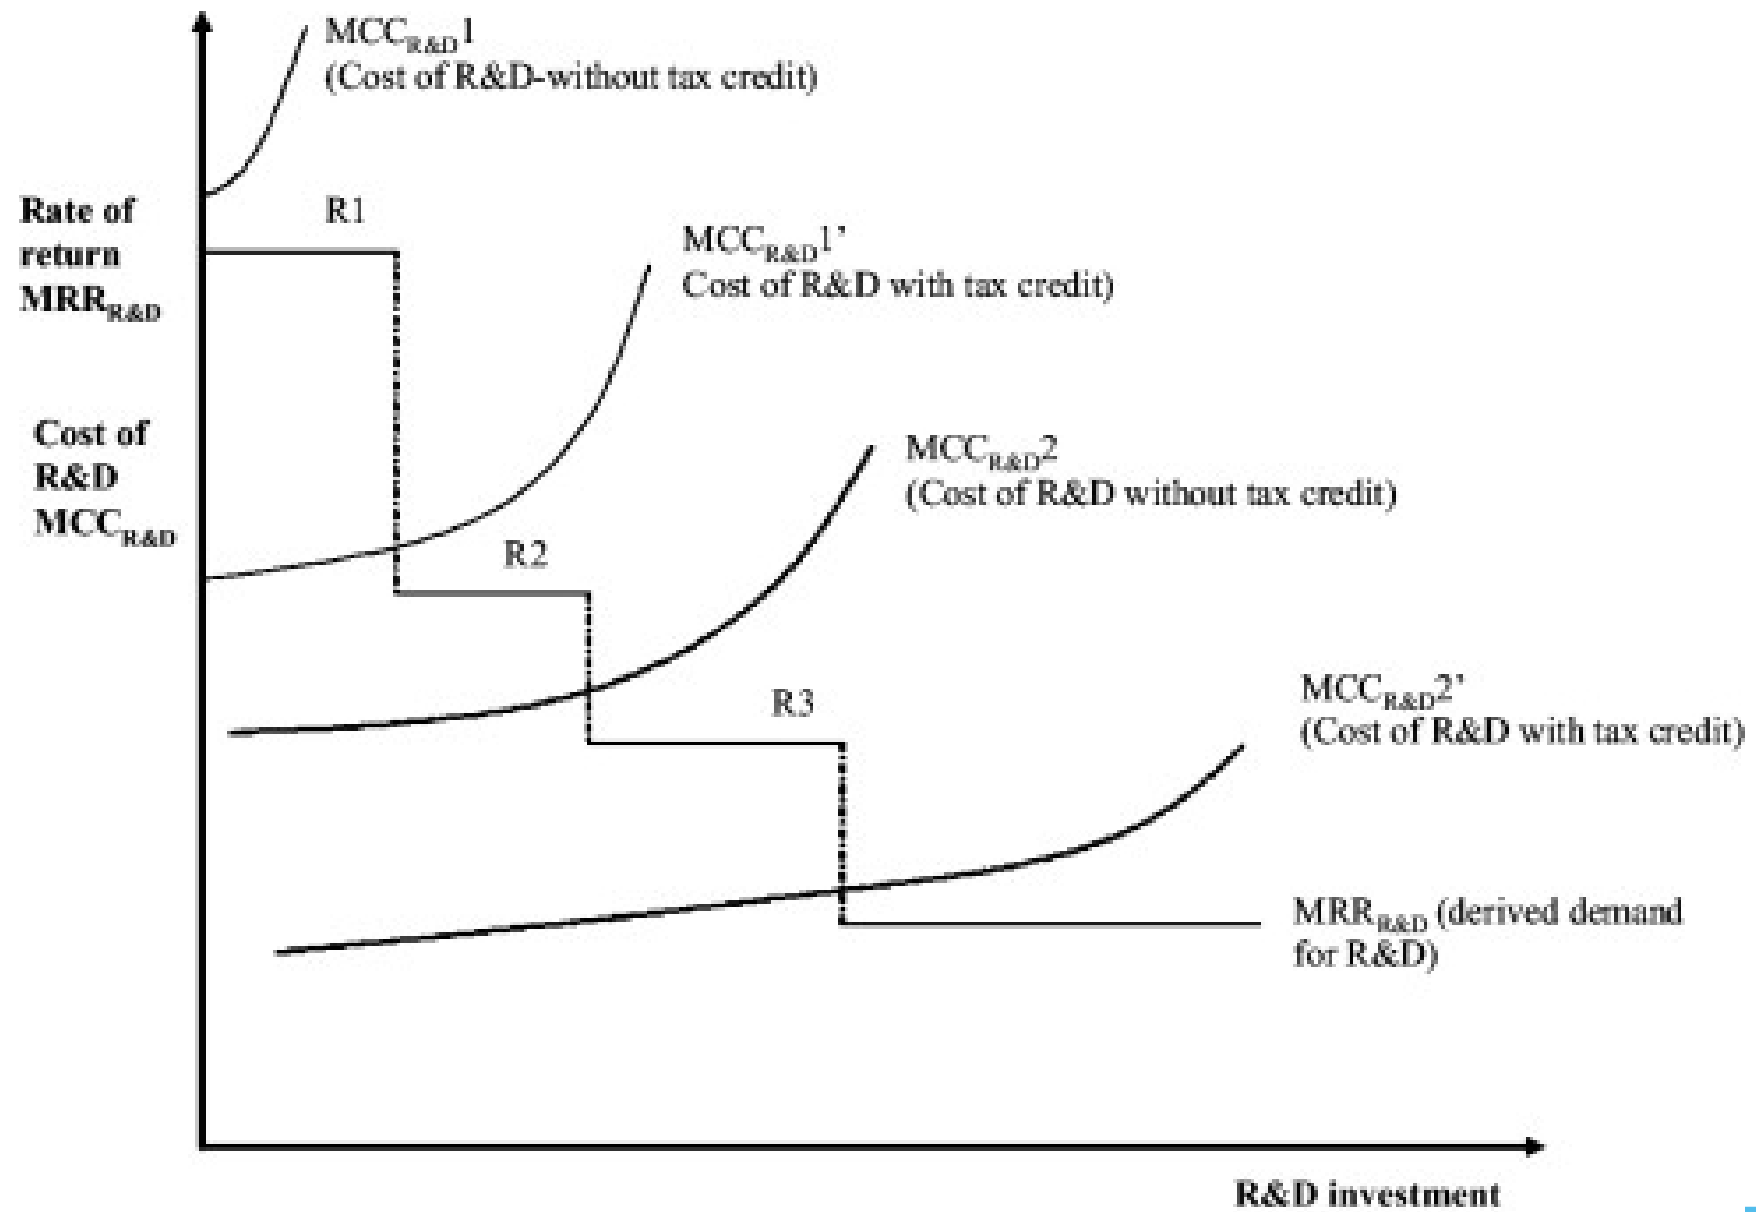 MCCR&D1
(Cost of R&D-without tax credit)
Rate of
return
MRRR&D
R1
MCCR&D1’
Cost of R&D with tax credit)
Cost of
R&D
MCCR&D
MCCR&D2
(Cost of R&D without tax credit)
R2
R3
MCCR&D2’
(Cost of R&D with tax credit)
MRRR&D (derived demand
for R&D)
R&D investment